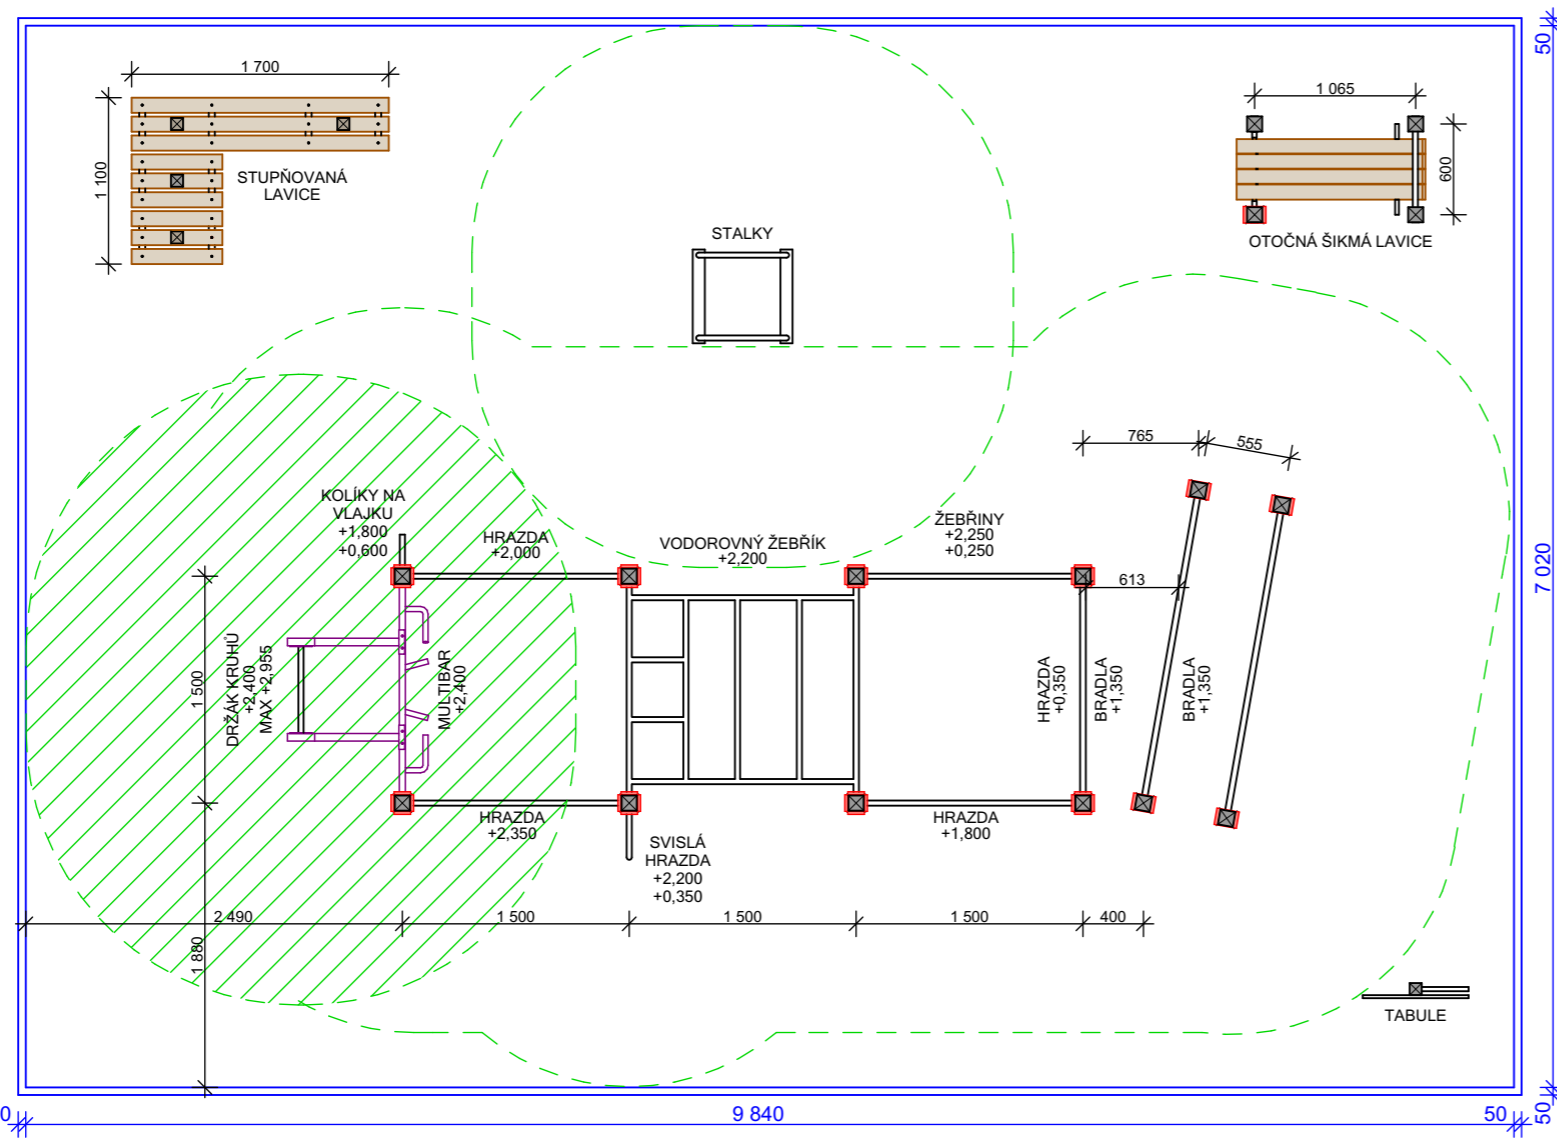 50
1 700
1 065
1 100
STUPŇOVANÁ
LAVICE
600
STALKY
OTOČNÁ ŠIKMÁ LAVICE
765
555
KOLÍKY NA
VLAJKU
+1,800
+0,600
HRAZDA
+2,000
VODOROVNÝ ŽEBŘÍK
+2,200
ŽEBŘINY
+2,250
+0,250
613
7 020
1 500
DRŽÁK KRUHŮ
+2,400
MAX +2,955
MULTIBAR
+2,400
HRAZDA
+0,350
BRADLA
+1,350
BRADLA
+1,350
HRAZDA
+2,350
SVISLÁ
HRAZDA
+2,200
+0,350
HRAZDA
+1,800
2 490
1 500
1 500
1 500
400
1 880
TABULE
0
9 840
50
50